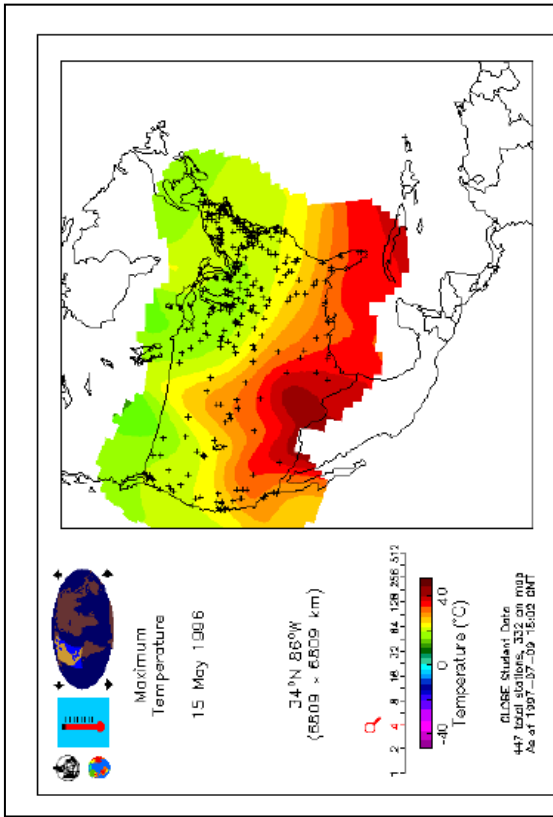 Maximum
Temperature
15 May 1996
34°N 86°W
(6809 x 6809 km)
1 2 4 8 16 32 64 128 256 512
-40 0 40
Temperature (°C)
GLOBE Student Data
447 total stations, 332 on map
As of 1997-07-09 18:02 GMT